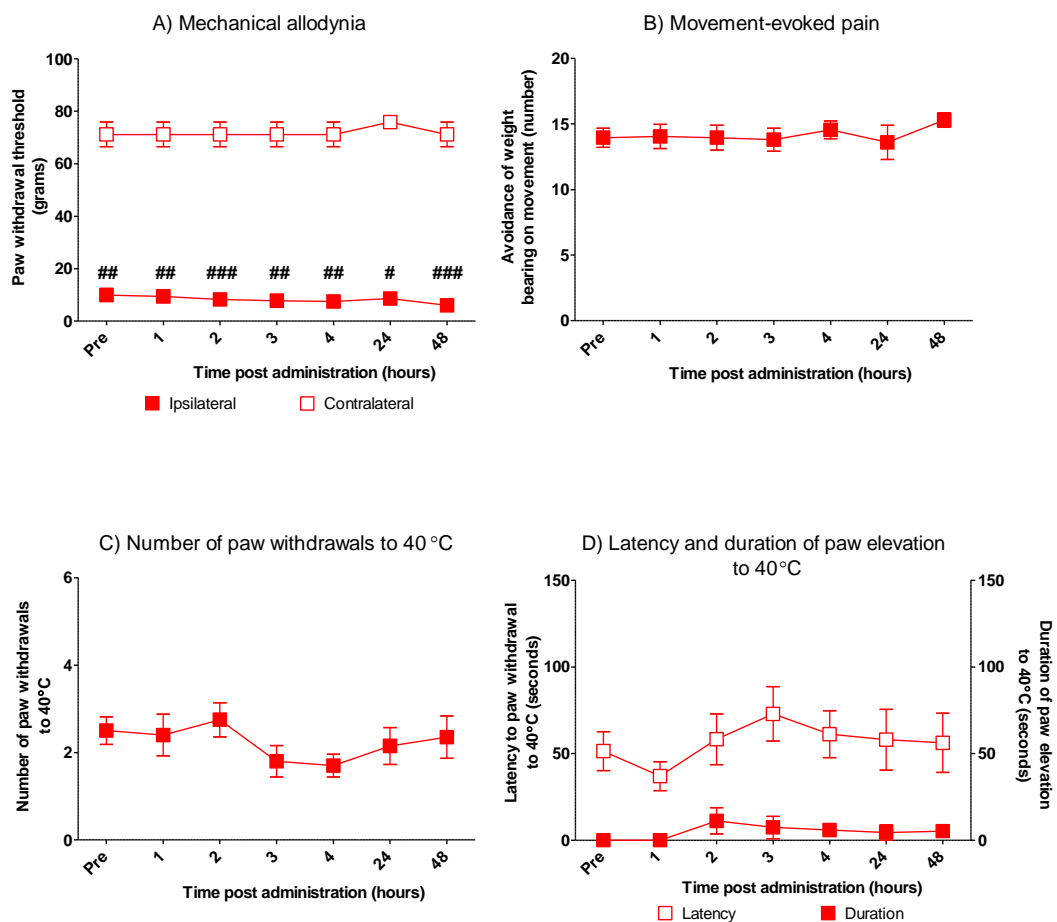 A) Mechanical allodynia
Paw withdrawal threshold
(grams)
100
80
60
40
20
0
## ## ### ## ## # ###
Pre 1 2 3 4 24 48
Time post administration (hours)
Ipsilateral Contralateral
B) Movement-evoked pain
Avoidance of weight
bearing on movement (number)
20
15
10
5
0
Pre 1 2 3 4 24 48
Time post administration (hours)
C) Number of paw withdrawals to 40 °C
Number of paw withdrawals
to 40°C
6
4
2
0
Pre 1 2 3 4 24 48
Time post administration (hours)
D) Latency and duration of paw elevation
to 40°C
Latency to paw withdrawal
to 40°C (seconds)
150
100
50
0
150
100
50
0
Duration of paw elevation
to 40°C (seconds)
Pre 1 2 3 4 24 48
Time post administration (hours)
Latency Duration